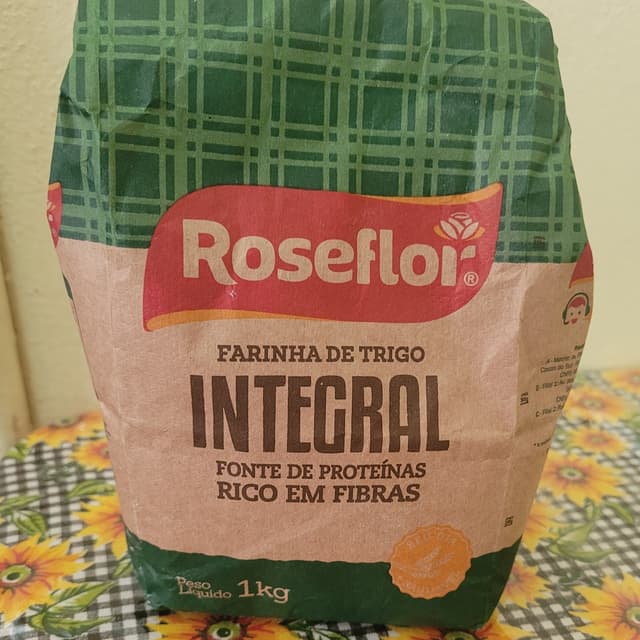 Roseflor®
FARINHA DE TRIGO
INTEGRAL
FONTE DE PROTEÍNAS
RICO EM FIBRAS
Peso
Líquido 1kg